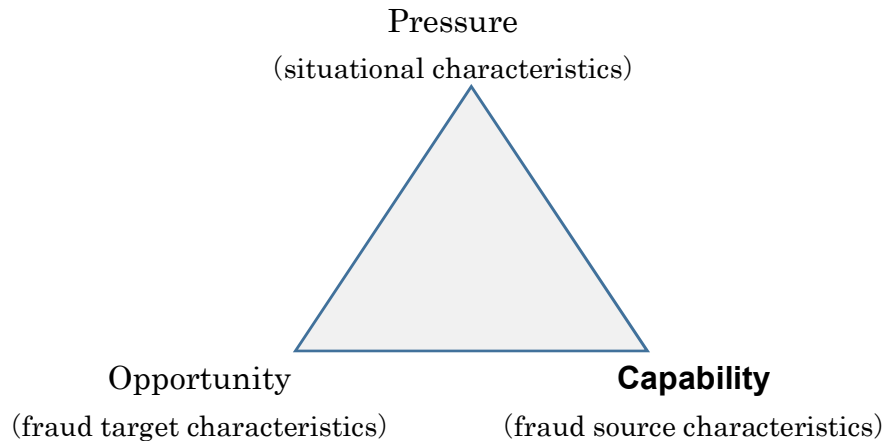 Pressure
(situational characteristics)
Opportunity
Capability
(fraud target characteristics)
(fraud source characteristics)